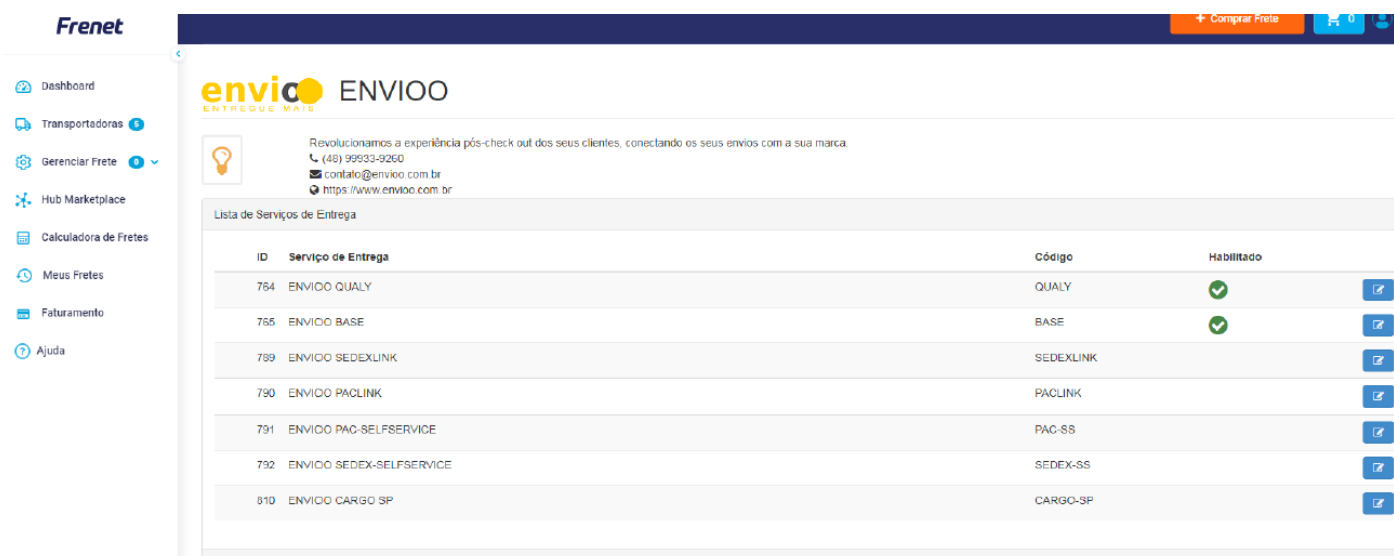 Frenet
+ Comprar Frete
0
Dashboard
Transportadoras 5
Gerenciar Frete 0
Hub Marketplace
Calculadora de Fretes
Meus Fretes
Faturamento
Ajuda
envioo ENVIOO
ENTREGUE MAIS
Revolucionamos a experiência pós-check out dos seus clientes, conectando os seus envios com a sua marca.
(48) 99933-9260
contato@envioo.com.br
https://www.envioo.com.br
Lista de Serviços de Entrega
ID Serviço de Entrega Código Habilitado
764 ENVIOO QUALY QUALY
765 ENVIOO BASE BASE
789 ENVIOO SEDEXLINK SEDEXLINK
790 ENVIOO PACLINK PACLINK
791 ENVIOO PAC-SELFSERVICE PAC-SS
792 ENVIOO SEDEX-SELFSERVICE SEDEX-SS
810 ENVIOO CARGO SP CARGO-SP